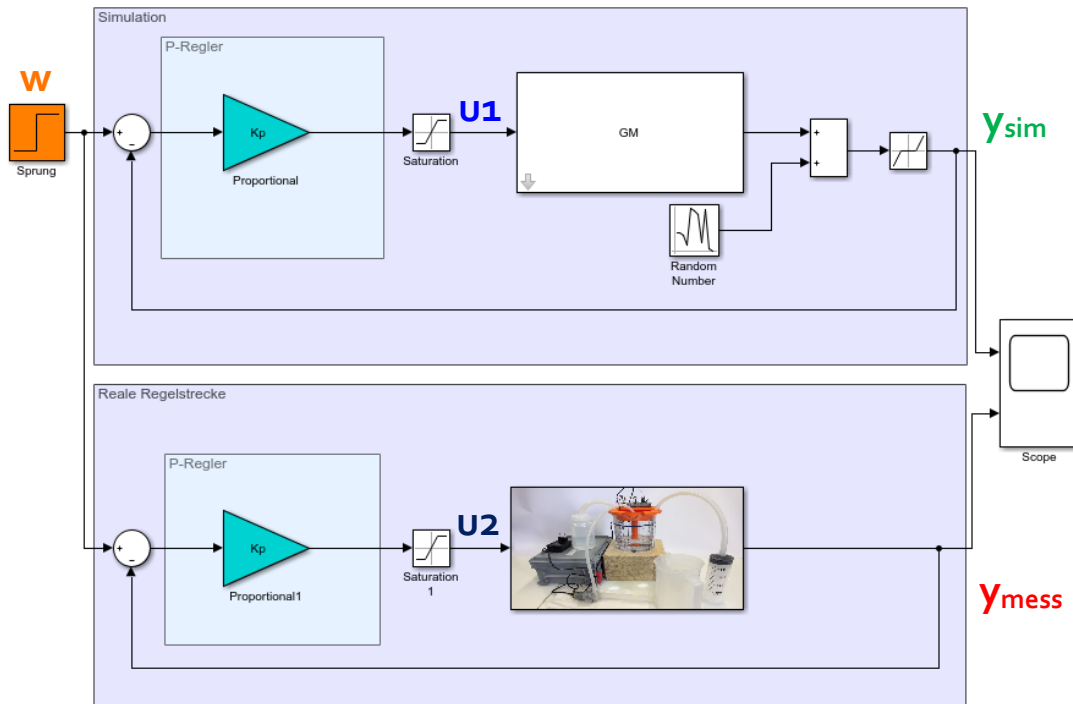 Simulation
P-Regler
w
Sprung
+
−
Kp
Proportional
Saturation
U1
GM
+
+
Random
Number
ysim
Scope
Reale Regelstrecke
P-Regler
+
−
Kp
Proportional1
Saturation
1
U2
ymess